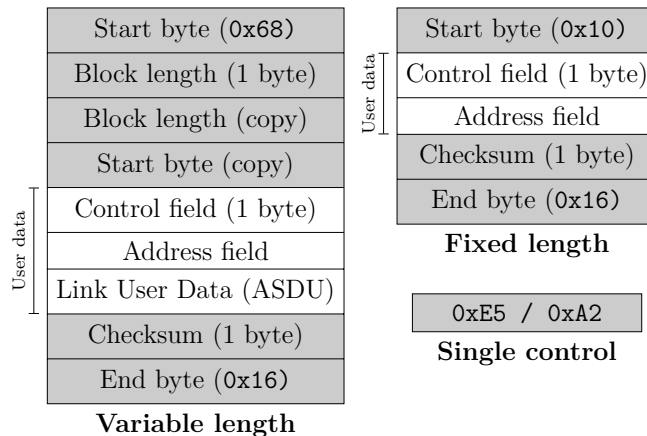 Start byte (0x68)
Block length (1 byte)
Block length (copy)
Start byte (copy)
User data
Control field (1 byte)
Address field
Link User Data (ASDU)
Checksum (1 byte)
End byte (0x16)
Variable length
Start byte (0x10)
User data
Control field (1 byte)
Address field
Checksum (1 byte)
End byte (0x16)
Fixed length
0xE5 / 0xA2
Single control